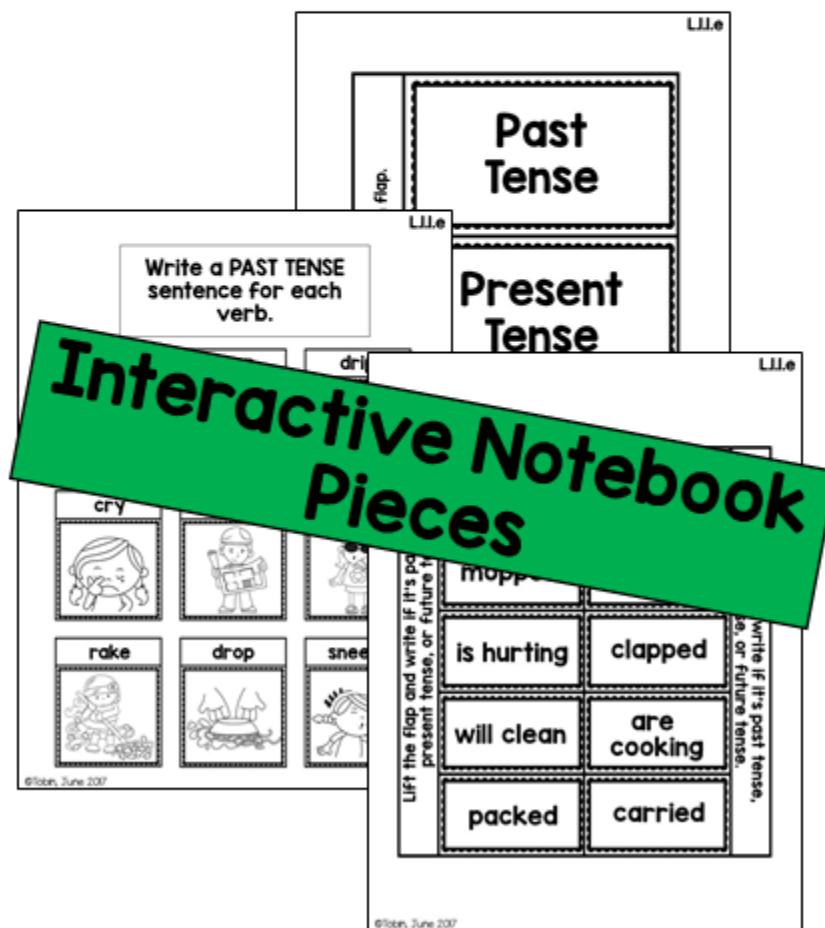 L.1.1.e
Past
Tense
flap.
Present
Tense
L.1.1.e
Write a PAST TENSE
sentence for each
verb.
cry
rake
drop
©Tobin, June 2017
L.1.1.e
Interactive Notebook
Pieces
is hurting
clapped
will clean
are
cooking
packed
carried
Lift the flap and write if it's
present tense, or future
write if it's past tense,
or future tense.
©Tobin, June 2017